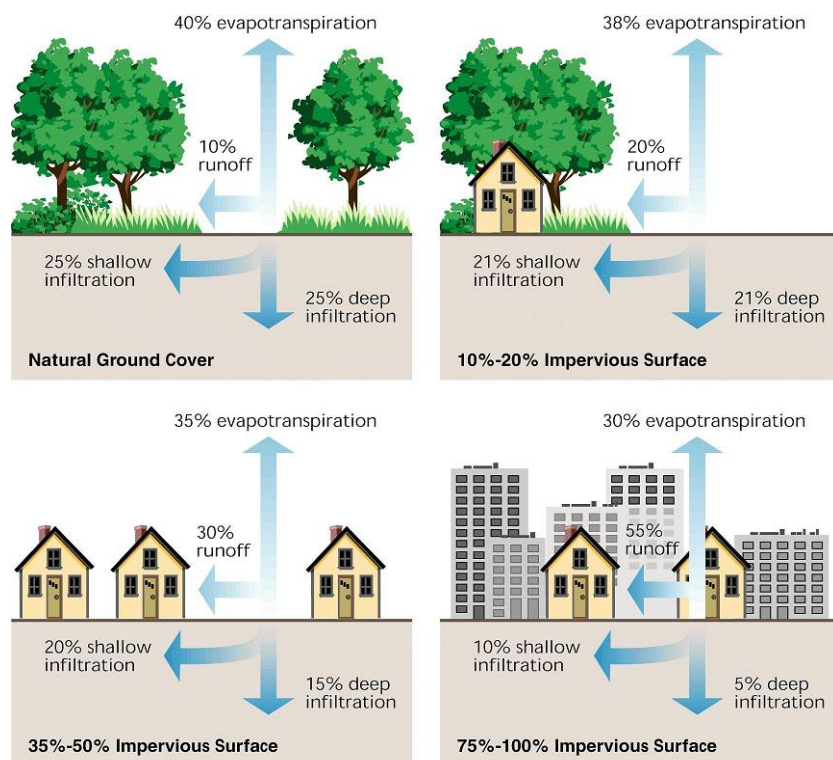 40% evapotranspiration
10%
runoff
25% shallow
infiltration
25% deep
infiltration
Natural Ground Cover
38% evapotranspiration
20%
runoff
21% shallow
infiltration
21% deep
infiltration
10%-20% Impervious Surface
35% evapotranspiration
30%
runoff
20% shallow
infiltration
15% deep
infiltration
35%-50% Impervious Surface
30% evapotranspiration
55%
runoff
10% shallow
infiltration
5% deep
infiltration
75%-100% Impervious Surface